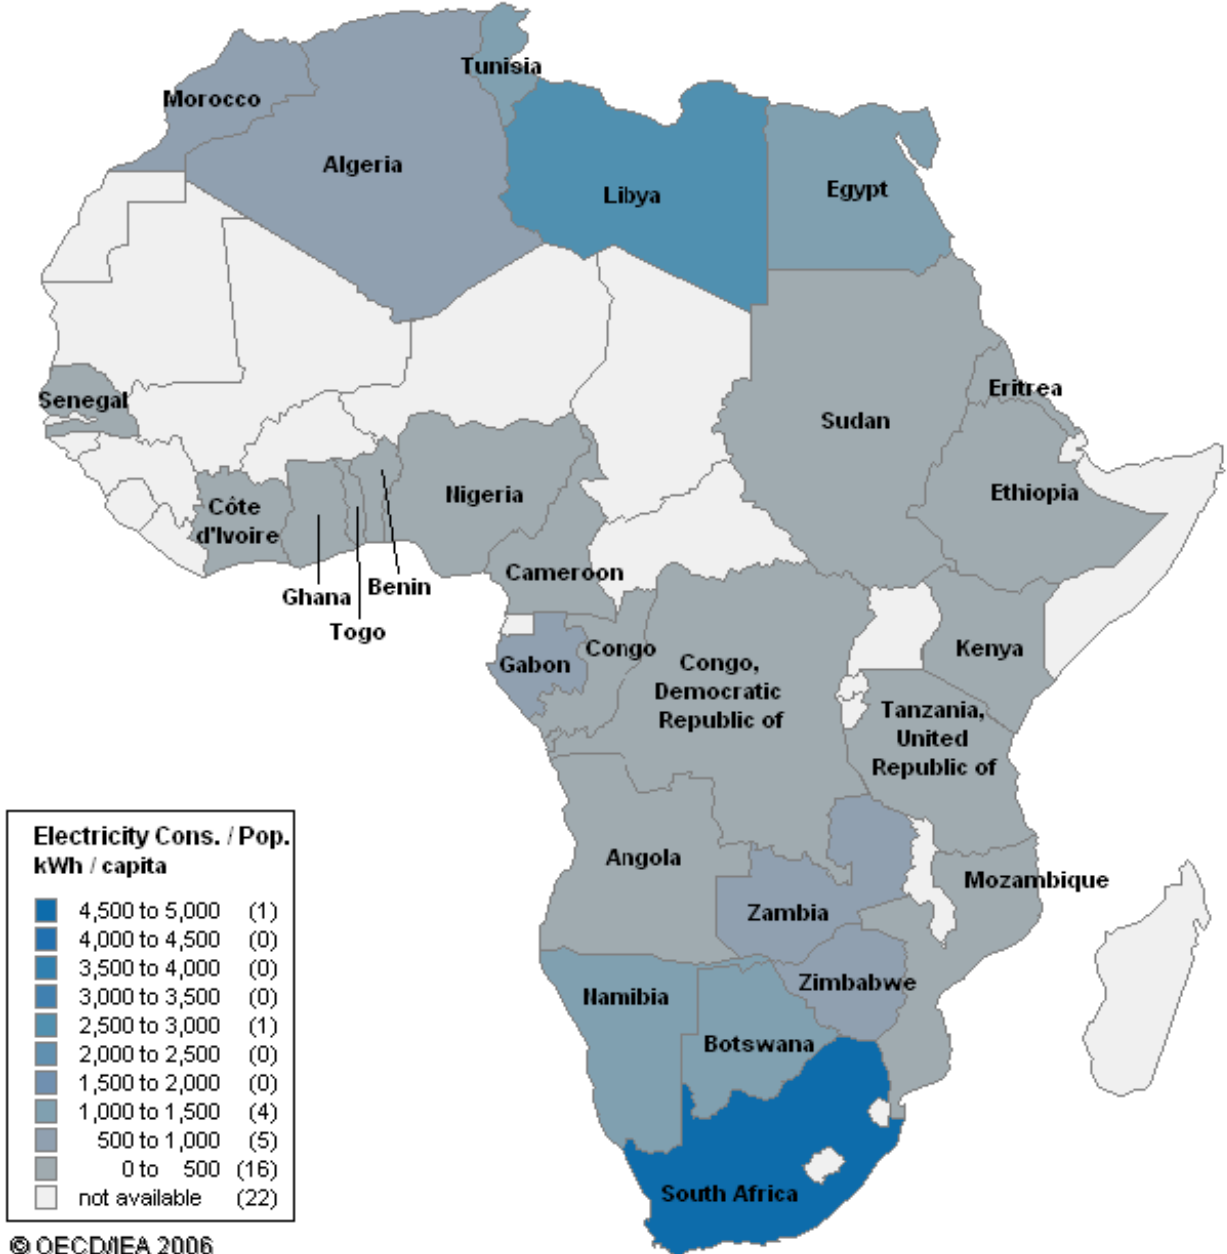 Tunisia
Morocco
Algeria
Libya
Egypt
Senegal
Eritrea
Sudan
Nigeria
Ethiopia
Côte
d'Ivoire
Cameroon
Benin
Ghana
Togo
Congo
Kenya
Gabon
Congo,
Democratic
Republic of
Tanzania,
United
Republic of
Angola
Mozambique
Zambia
Zimbabwe
Namibia
Botswana
South Africa
Electricity Cons. / Pop.
kWh / capita
4,500 to 5,000 (1)
4,000 to 4,500 (0)
3,500 to 4,000 (0)
3,000 to 3,500 (0)
2,500 to 3,000 (1)
2,000 to 2,500 (0)
1,500 to 2,000 (0)
1,000 to 1,500 (4)
500 to 1,000 (5)
0 to 500 (16)
not available (22)
© OECD/IEA 2006